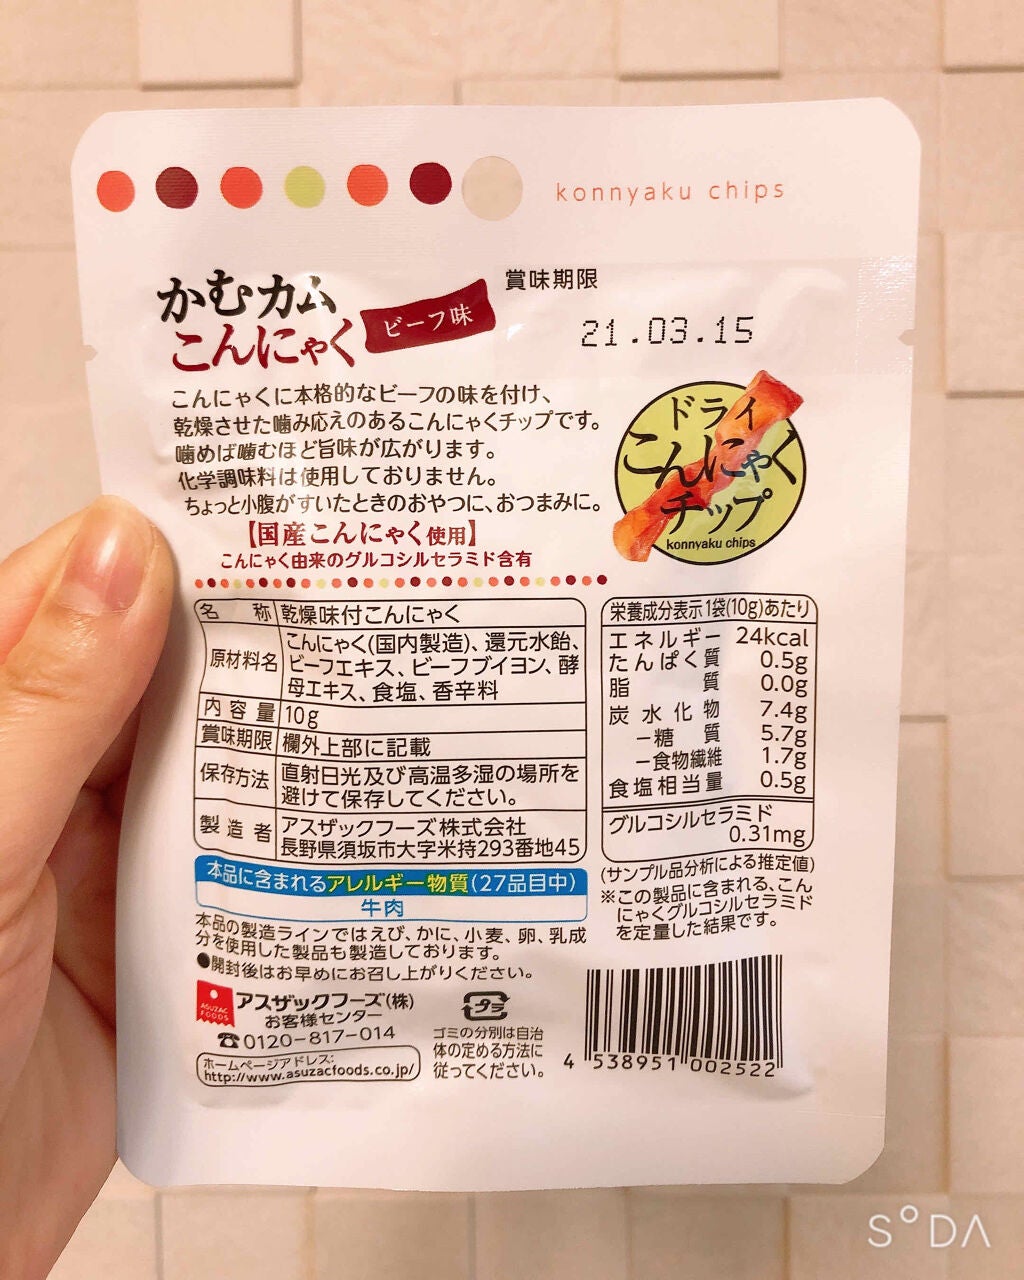 konnyaku chips
かむカム
こんにゃく
ビーフ味
賞味期限
21.03.15
こんにゃくに本格的なビーフの味を付け、
乾燥させた噛み応えのあるこんにゃくチップです。
噛めば噛むほど旨味が広がります。
化学調味料は使用しておりません。
ちょっと小腹がすいたときのおやつに、おつまみに。
【国産こんにゃく使用】
こんにゃく由来のグルコシルセラミド含有
ドライ
こんにゃく
チップ
konnyaku chips
名称 乾燥味付こんにゃく
原材料名 こんにゃく(国内製造)、還元水飴、
ビーフエキス、ビーフブイヨン、酵
母エキス、食塩、香辛料
内容量 10g
賞味期限 欄外上部に記載
保存方法 直射日光及び高温多湿の場所を
避けて保存してください。
製造者 アスザックフーズ株式会社
長野県須坂市大字米持293番地45
本品に含まれるアレルギー物質(27品目中)
牛肉
本品の製造ラインではえび、かに、小麦、卵、乳成
分を使用した製品も製造しております。
●開封後はお早めにお召し上がりください。
ASUZAC
FOODS
アスザックフーズ(株)
お客様センター
☎0120-817-014
ホームページアドレス:
http://www.asuzacfoods.co.jp/
プラ
ゴミの分別は自治
体の定める方法に
従ってください。
栄養成分表示1袋(10g)あたり
エネルギー 24kcal
たんぱく質 0.5g
脂質 0.0g
炭水化物 7.4g
－糖質 5.7g
－食物繊維 1.7g
食塩相当量 0.5g
グルコシルセラミド
0.31mg
(サンプル品分析による推定値)
※この製品に含まれる、こん
にゃくグルコシルセラミド
を定量した結果です。
4 538951 002522
SODA